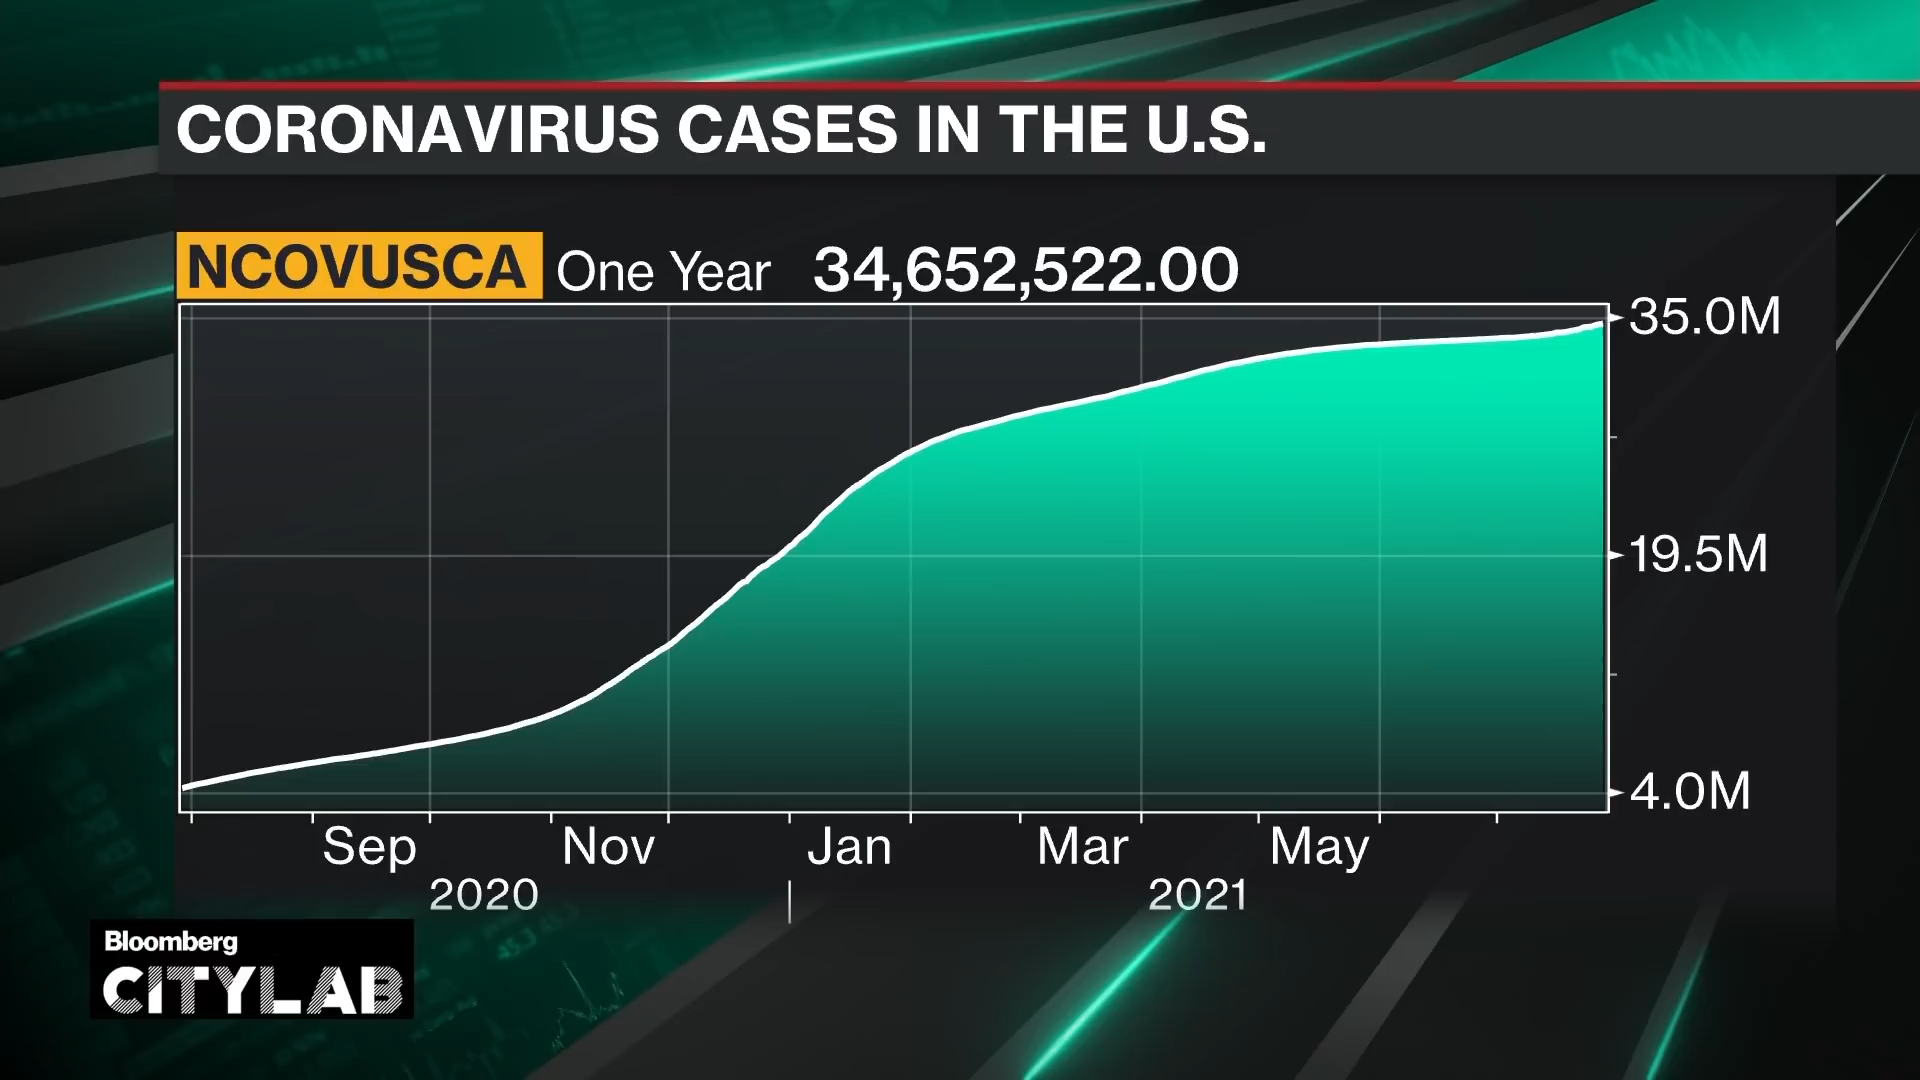 CORONAVIRUS CASES IN THE U.S.
NCOVUSCA One Year 34,652,522.00
35.0M
19.5M
4.0M
Sep Nov Jan Mar May
2020 2021
Bloomberg
CITYLAB